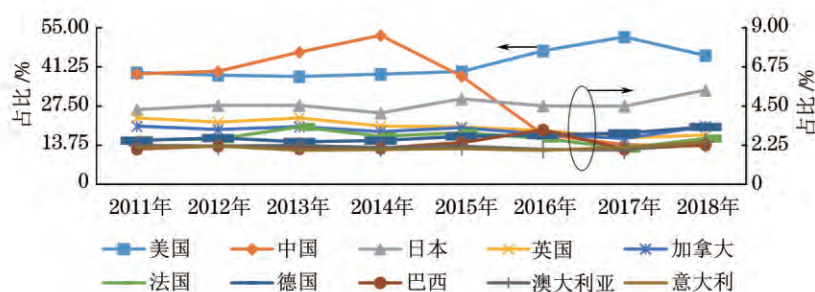 占比/%
55.00
41.25
27.50
13.75
0
9.00
6.75
4.50
2.25
0
占比/%
2011年 2012年 2013年 2014年 2015年 2016年 2017年 2018年
美国 中国 日本 英国 加拿大
法国 德国 巴西 澳大利亚 意大利